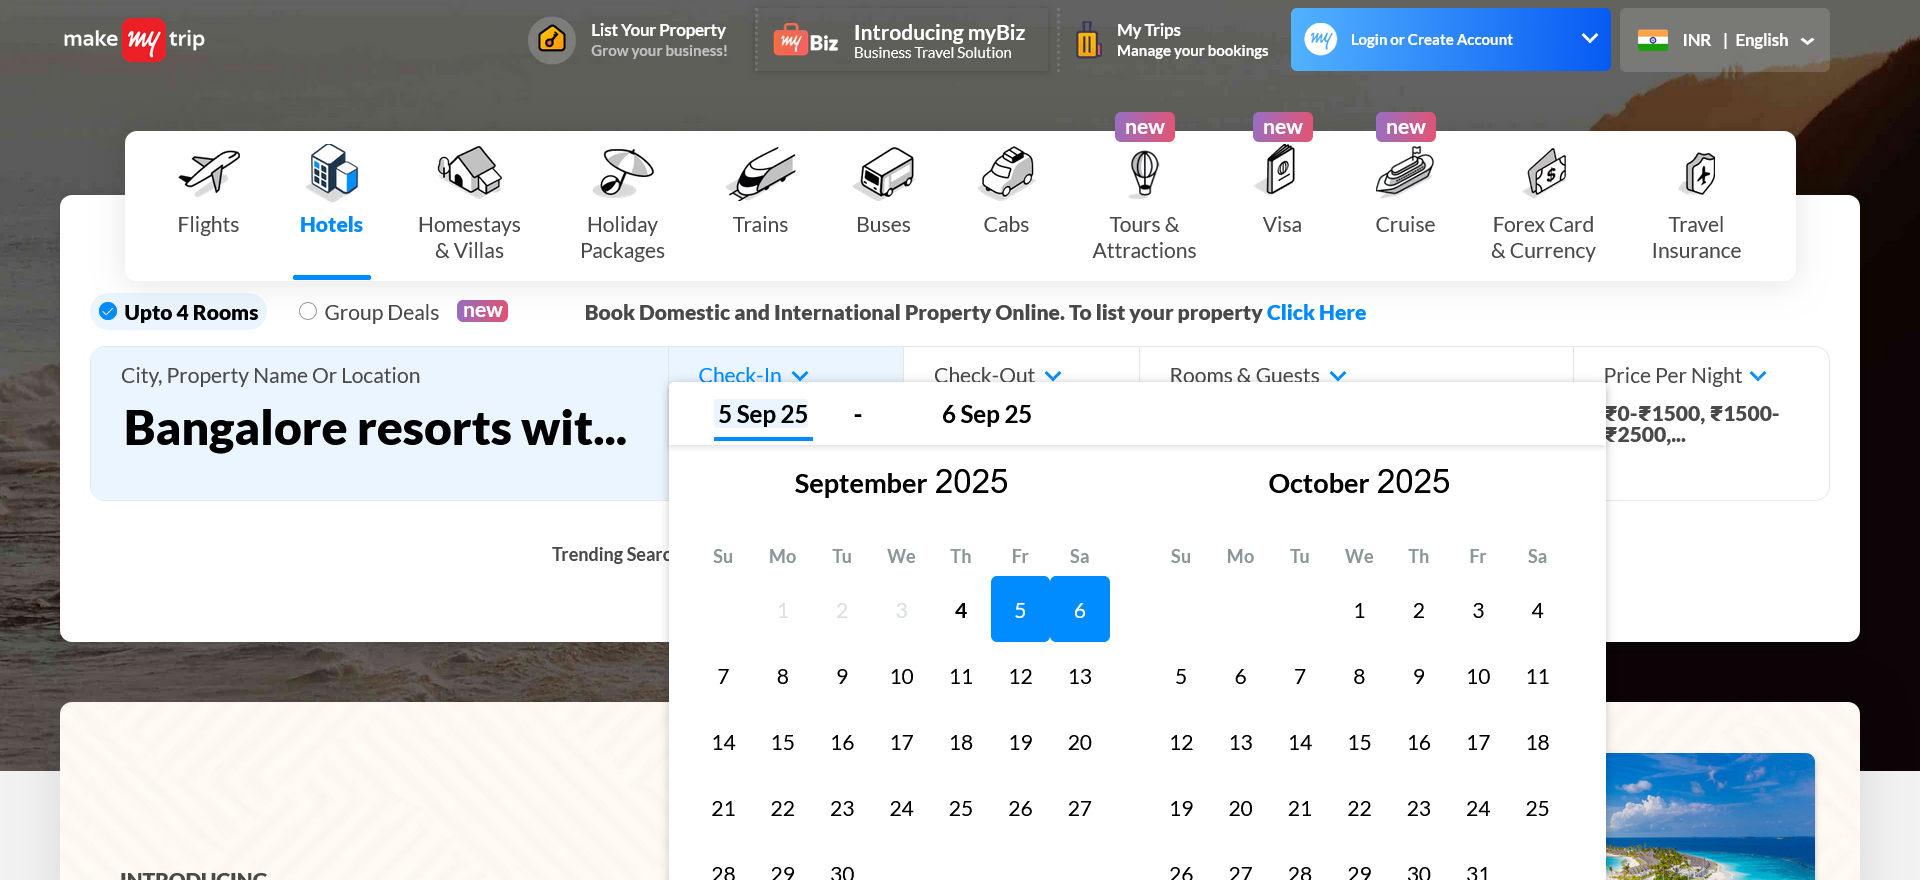 make my trip
List Your Property
Grow your business!
my Biz
Introducing myBiz
Business Travel Solution
My Trips
Manage your bookings
my
Login or Create Account
INR | English
new
new
new
Flights
Hotels
Homestays
& Villas
Holiday
Packages
Trains
Buses
Cabs
Tours &
Attractions
Visa
Cruise
Forex Card
& Currency
Travel
Insurance
Upto 4 Rooms
Group Deals
new
Book Domestic and International Property Online. To list your property Click Here
City, Property Name Or Location
Bangalore resorts wit...
Check-In
Check-Out
Rooms & Guests
Price Per Night
₹0-₹1500, ₹1500-
₹2500,...
5 Sep 25 - 6 Sep 25
Trending Searc
September 2025
Su Mo Tu We Th Fr Sa
1 2 3 4 5 6
7 8 9 10 11 12 13
14 15 16 17 18 19 20
21 22 23 24 25 26 27
28 29 30
October 2025
Su Mo Tu We Th Fr Sa
1 2 3 4
5 6 7 8 9 10 11
12 13 14 15 16 17 18
19 20 21 22 23 24 25
26 27 28 29 30 31
INTRODUCING